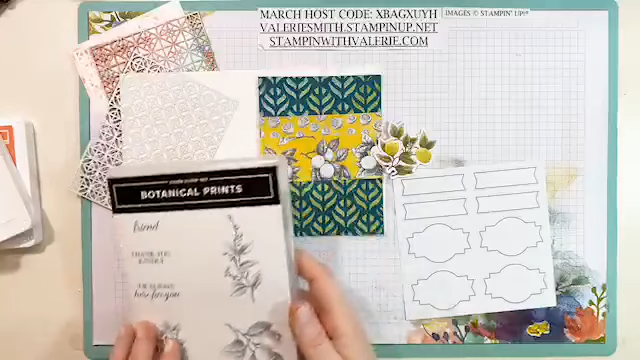 MARCH HOST CODE: XBAGXUYH
IMAGES © STAMPIN' UP!®
VALERIESMITH.STAMPINUP.NET
STAMPINWITHVALERIE.COM
BOTANICAL PRINTS
friend
THANK YOU
here for you